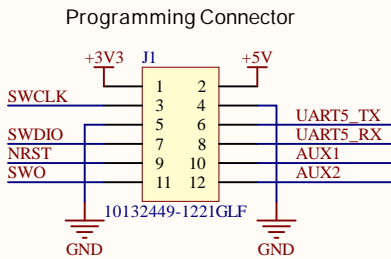 Programming Connector
+3V3 J1 +5V
1 2
SWCLK 3 4
5 6 UART5_TX
SWDIO 7 8 UART5_RX
NRST 9 10 AUX1
SWO 11 12 AUX2
10132449-1221GLF
GND GND